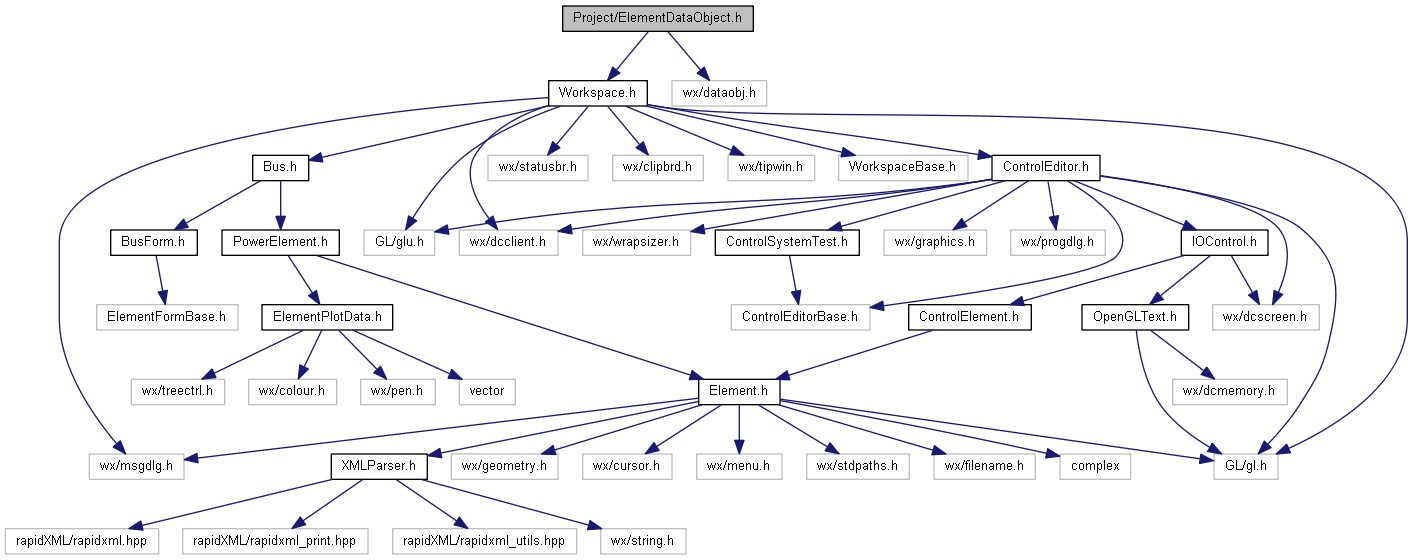 Project/ElementDataObject.h
Workspace.h
wx/dataobj.h
Bus.h
wx/statusbr.h
wx/clipbrd.h
wx/tipwin.h
WorkspaceBase.h
ControlEditor.h
BusForm.h
PowerElement.h
GL/glu.h
wx/dcclient.h
wx/wrapsizer.h
ControlSystemTest.h
wx/graphics.h
wx/progdlg.h
IOControl.h
ElementFormBase.h
ElementPlotData.h
ControlEditorBase.h
ControlElement.h
OpenGLText.h
wx/dcscreen.h
wx/treectrl.h
wx/colour.h
wx/pen.h
vector
Element.h
wx/dcmemory.h
wx/msgdlg.h
XMLParser.h
wx/geometry.h
wx/cursor.h
wx/menu.h
wx/stdpaths.h
wx/filename.h
complex
GL/gl.h
rapidXML/rapidxml.hpp
rapidXML/rapidxml_print.hpp
rapidXML/rapidxml_utils.hpp
wx/string.h